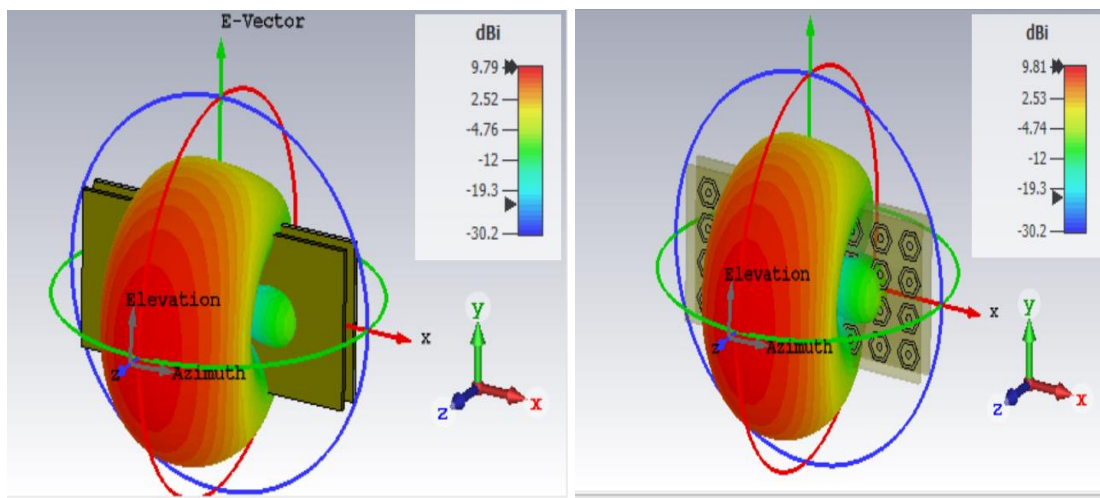 E-Vector
dBi
9.79
2.52
-4.76
-12
-19.3
-30.2
Elevation
Azimuth
z
x
y
z
x
dBi
9.81
2.53
-4.76
-12
-19.3
-30.2
Elevation
Azimuth
z
x
y
z
x